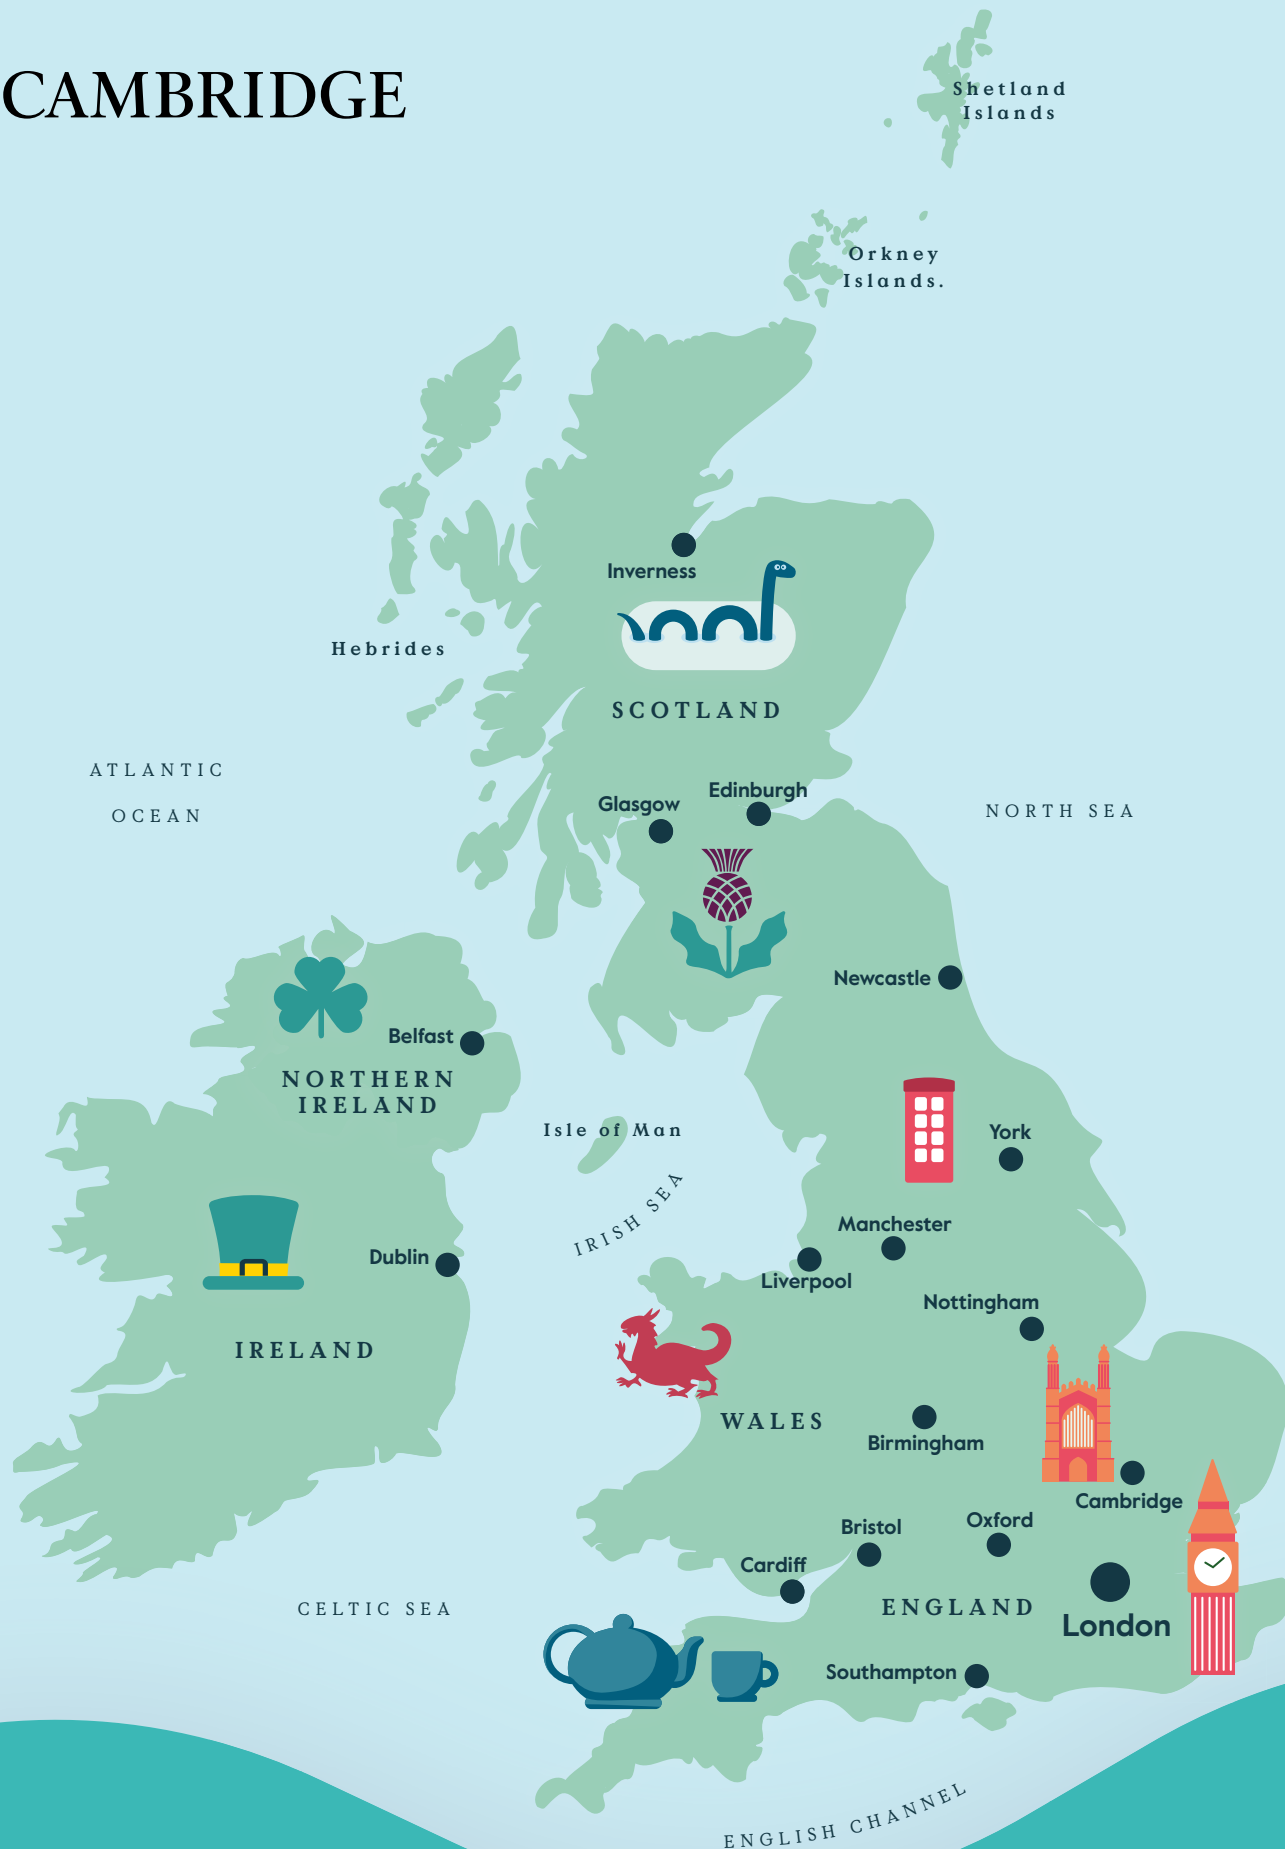 CAMBRIDGE
Shetland
Islands
Orkney
Islands.
Inverness
Hebrides
SCOTLAND
ATLANTIC
OCEAN
Edinburgh
Glasgow
NORTH SEA
Newcastle
Belfast
NORTHERN
IRELAND
Isle of Man
York
IRISH SEA
Manchester
Dublin
Liverpool
Nottingham
IRELAND
WALES
Birmingham
Cambridge
Oxford
Bristol
Cardiff
CELTIC SEA
ENGLAND
London
Southampton
ENGLISH CHANNEL